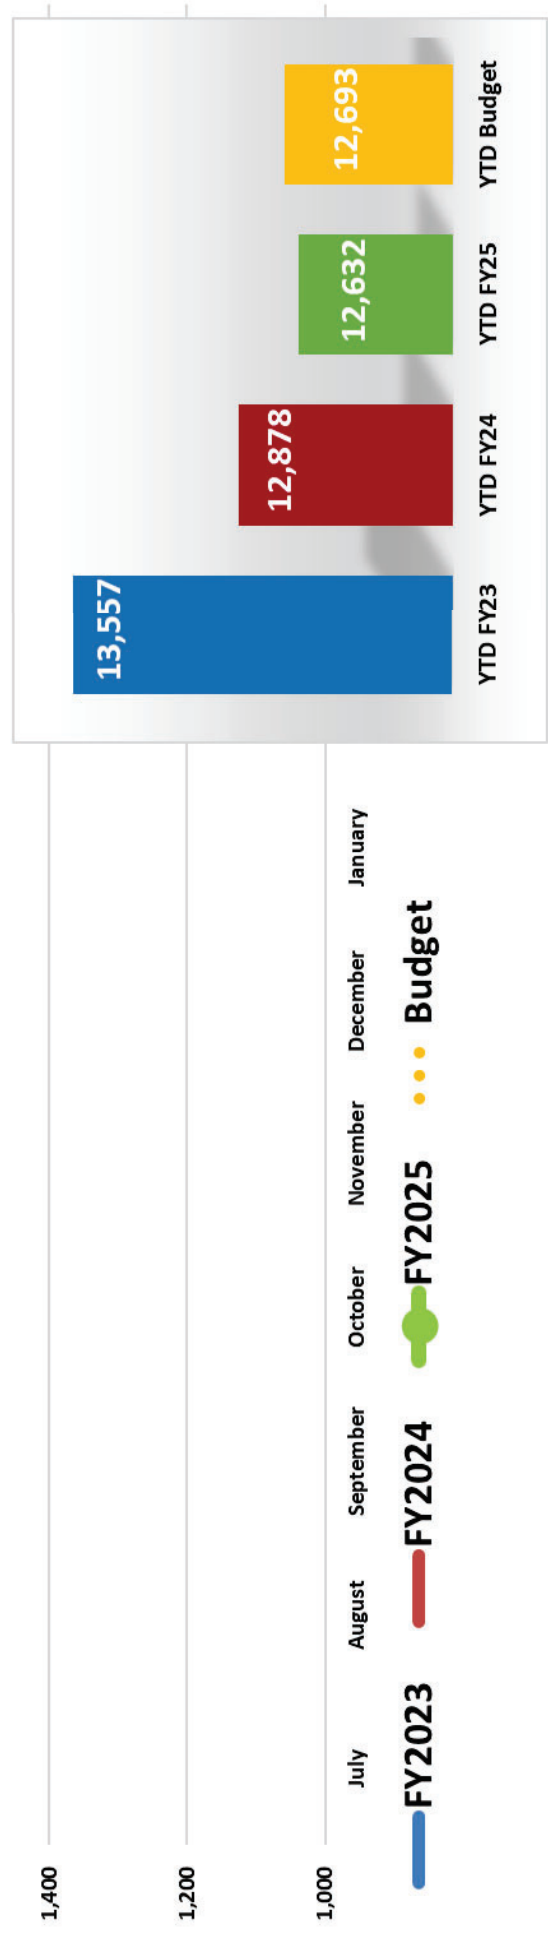 1,400
1,200
1,000
July August September October November December January
FY2023 FY2024 FY2025 Budget
13,557
12,878
12,632
12,693
YTD FY23 YTD FY24 YTD FY25 YTD Budget